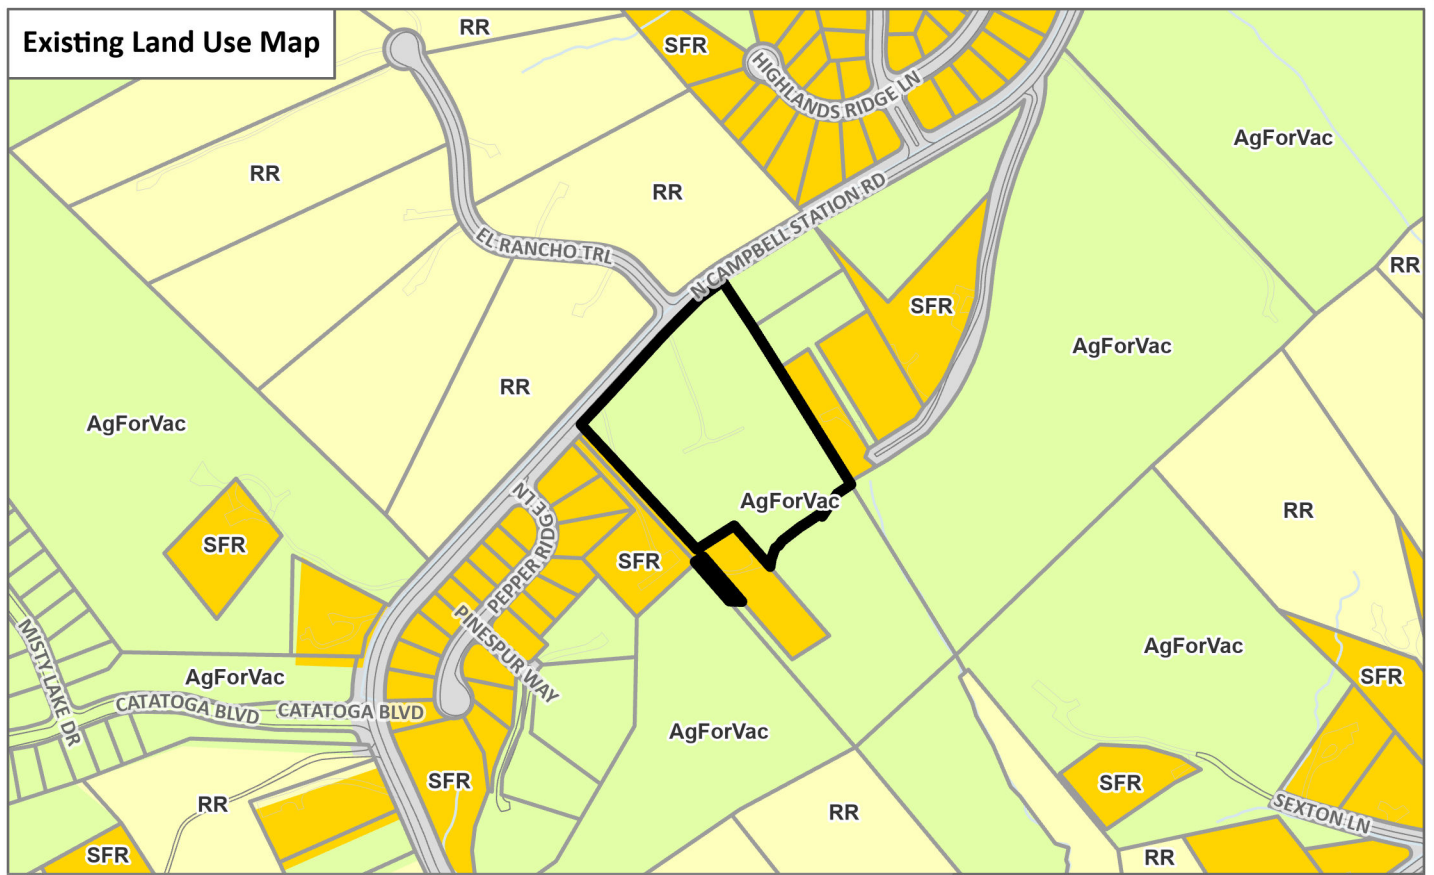 Existing Land Use Map
RR
SFR
HIGHLANDS RIDGE LN
AgForVac
RR
RR
N CAMPBELL STATION RD
EL RANCHO TRL
RR
SFR
AgForVac
RR
AgForVac
AgForVac
PEPPER RIDGE LN
RR
SFR
SFR
PINESPUR WAY
MISTY LAKE DR
AgForVac
AgForVac
SFR
CATATOGA BLVD
CATATOGA BLVD
AgForVac
SFR
SFR
RR
RR
SEXTON LN
SFR
RR